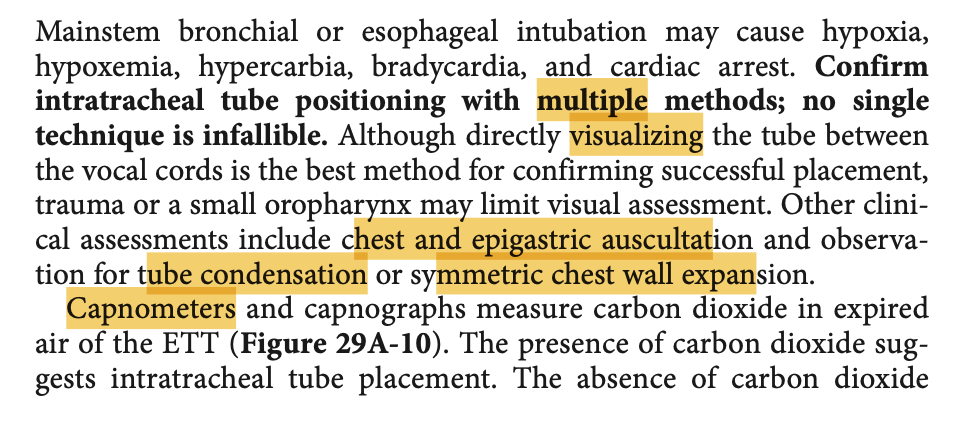 Mainstem bronchial or esophageal intubation may cause hypoxia,
hypoxemia, hypercarbia, bradycardia, and cardiac arrest. Confirm
intratracheal tube positioning with multiple methods; no single
technique is infallible. Although directly visualizing the tube between
the vocal cords is the best method for confirming successful placement,
trauma or a small oropharynx may limit visual assessment. Other clini-
cal assessments include chest and epigastric auscultation and observa-
tion for tube condensation or symmetric chest wall expansion.
Capnometers and capnographs measure carbon dioxide in expired
air of the ETT (Figure 29A-10). The presence of carbon dioxide sug-
gests intratracheal tube placement. The absence of carbon dioxide